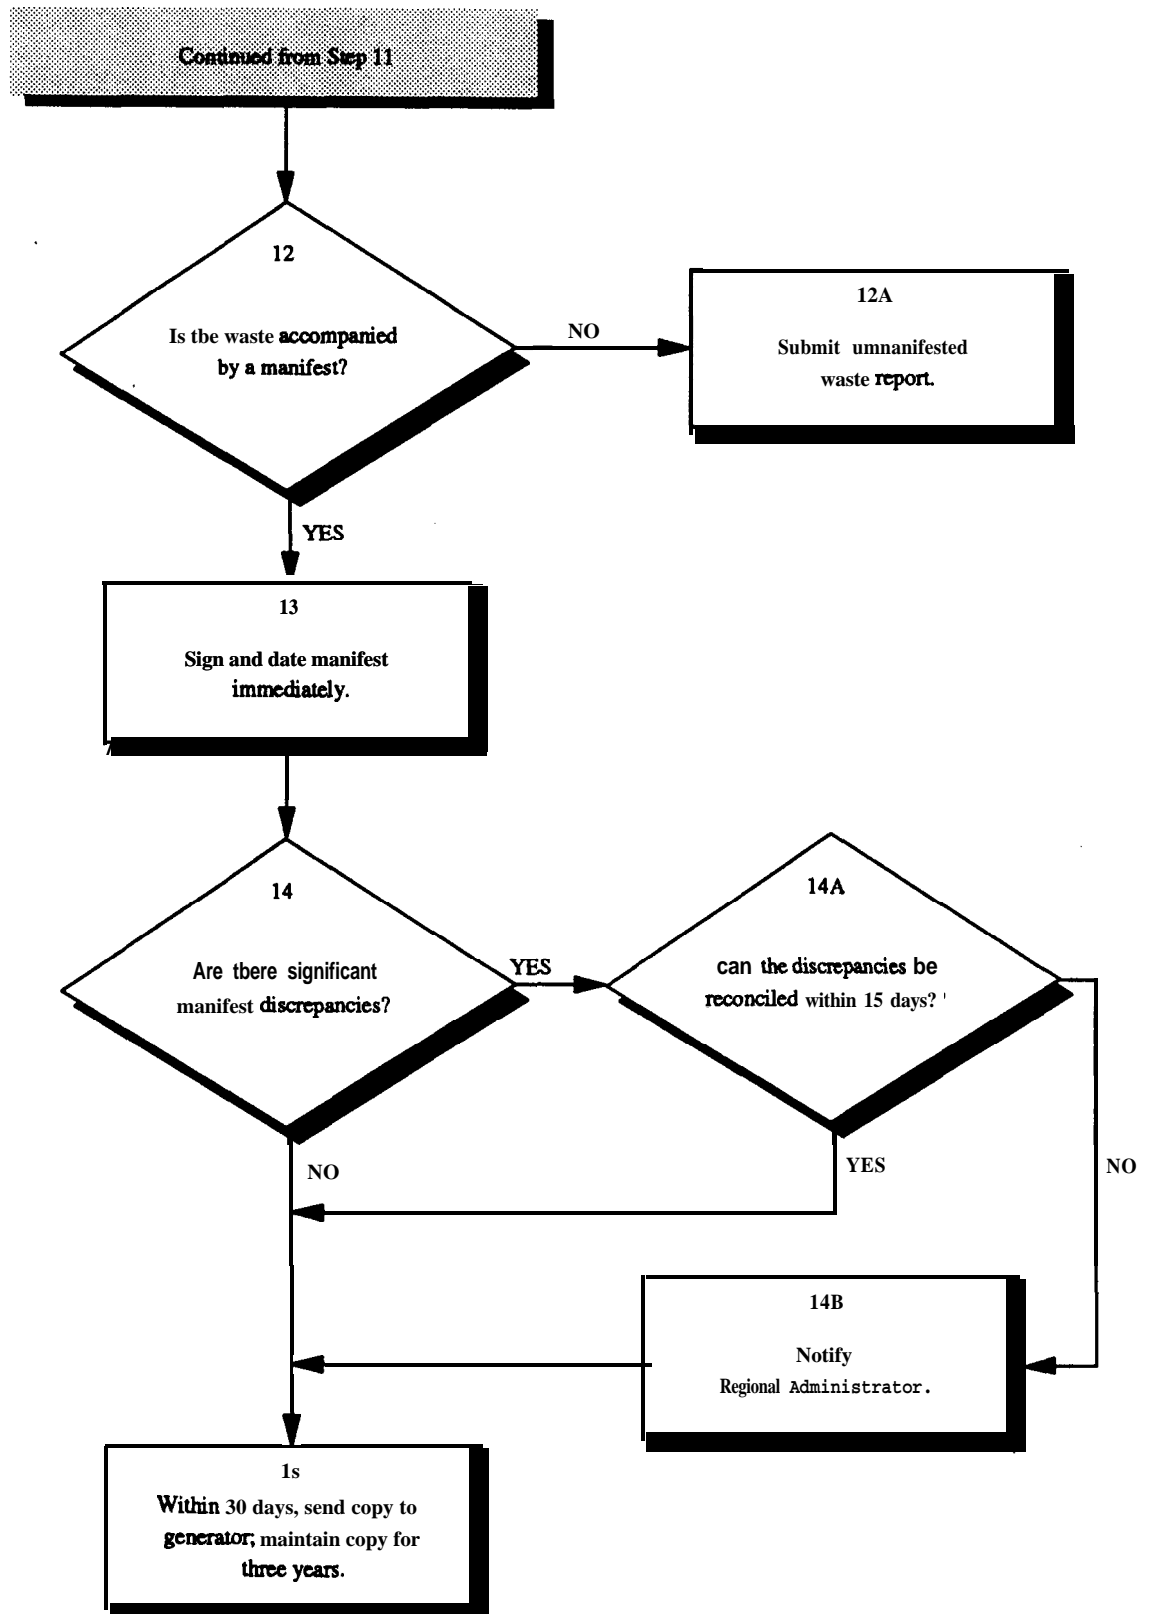 Continued from Step 11
12
Is tbe waste accompanied
by a manifest?
NO
12A
Submit umnanifested
waste report.
YES
13
Sign and date manifest
immediately.
14
Are tbere significant
manifest discrepancies?
YES
14A
can the discrepancies be
reconciled within 15 days? '
NO
YES
NO
14B
Notify
Regional Administrator.
1s
Within 30 days, send copy to
generator; maintain copy for
three years.